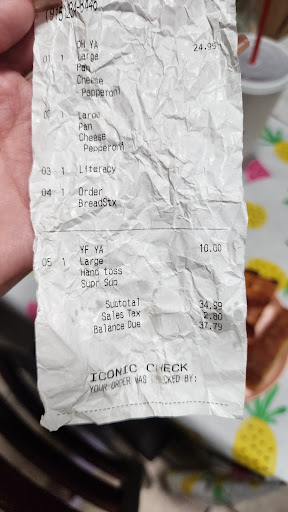 OH YA 24.99
01 1 Large
Pan
Cheese
Pepperoni
1 Large
Pan
Cheese
Pepperoni
03 1 Literacy
04 1 Order
BreadStx
YF YA 10.00
05 1 Large
Hand toss
Supr Sup
Subtotal 34.99
Sales Tax 2.80
Balance Due 37.79
ICONIC CHECK
YOUR ORDER WAS CHECKED BY: